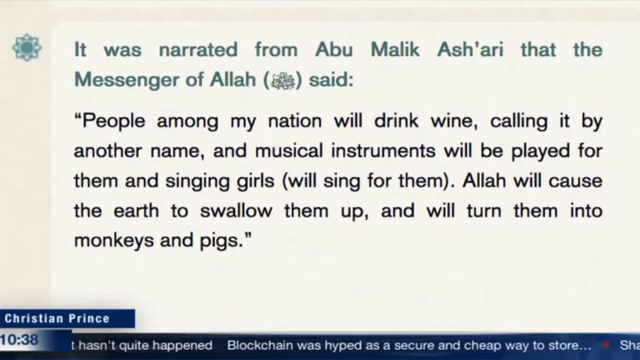 It was narrated from Abu Malik Ash'ari that the
Messenger of Allah (ﷺ) said:
“People among my nation will drink wine, calling it by
another name, and musical instruments will be played for
them and singing girls (will sing for them). Allah will cause
the earth to swallow them up, and will turn them into
monkeys and pigs.”
Christian Prince
10:38
t hasn't quite happened Blockchain was hyped as a secure and cheap way to store... Sha